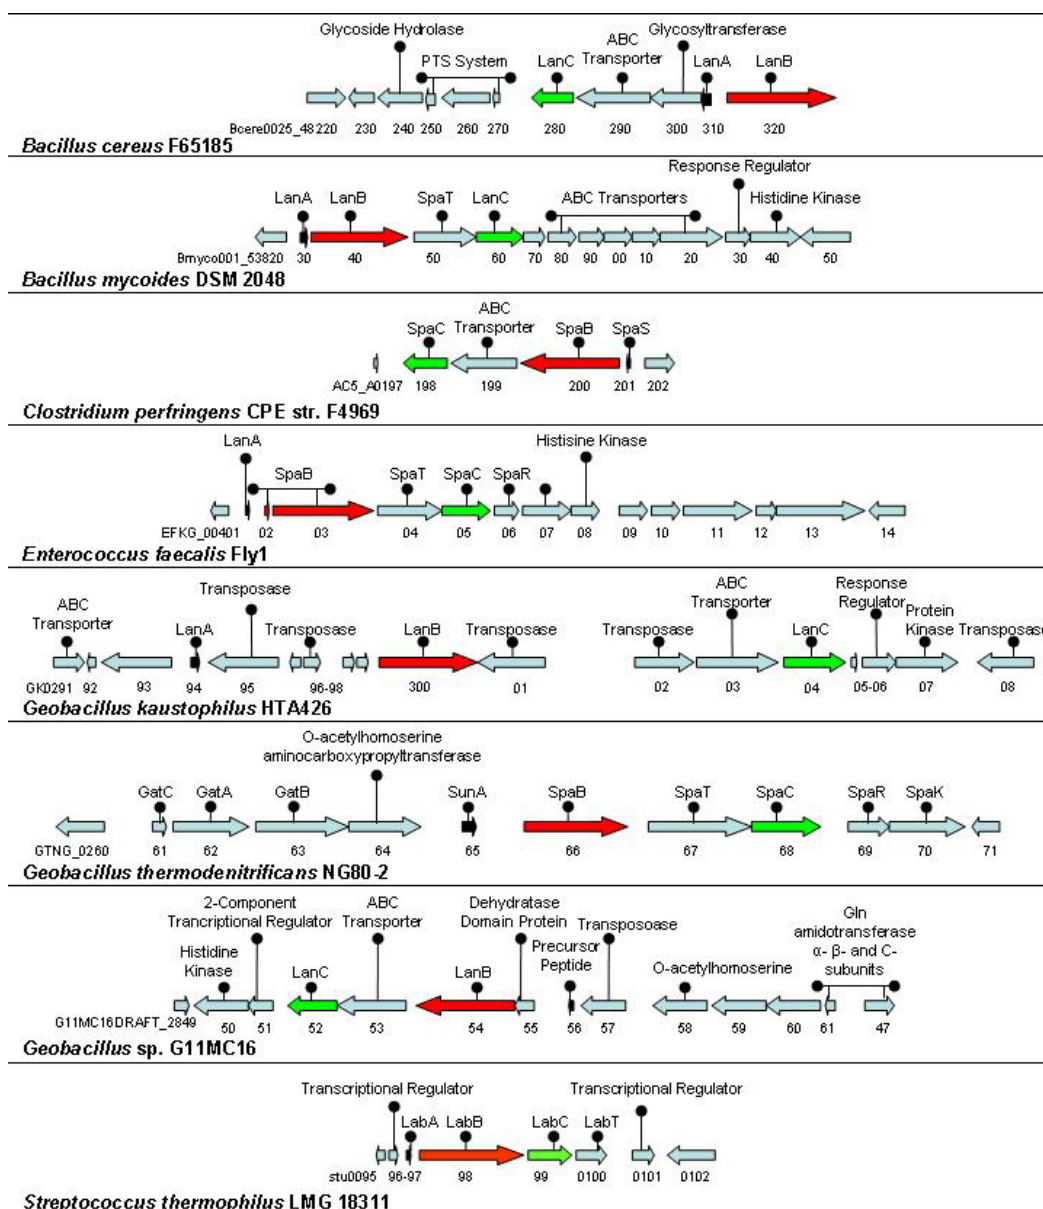 Glycoside Hydrolase
ABC Transporter
Glycosyltransferase
PTS System
LanC
LanA
LanB
Bcere0025_48220 230 240 250 260 270 280 290 300 310 320
Bacillus cereus F65185
Response Regulator
LanA LanB SpaT LanC ABC Transporters Histidine Kinase
Bmyco001_53820 30 40 50 60 70 80 90 00 10 20 30 40 50
Bacillus mycoides DSM 2048
ABC
SpaC Transporter SpaB SpaS
AC5_A0197 198 199 200 201 202
Clostridium perfringens CPE str. F4969
LanA Histisine Kinase
SpaB SpaT SpaC SpaR
EFKG_00401 02 03 04 05 06 07 08 09 10 11 12 13 14
Enterococcus faecalis Fly1
Transposase
ABC Transporter
ABC Transporter
Response Regulator
LanA Transposase LanB Transposase Transposase LanC Protein Kinase Transposase
GK0291 92 93 94 95 96-98 300 01 02 03 04 05-06 07 08
Geobacillus kaustophilus HTA426
O-acetylhomoserine
aminocarboxypropyltransferase
GatC GatA GatB SunA SpaB SpaT SpaC SpaR SpaK
GTNG_0260 61 62 63 64 65 66 67 68 69 70 71
Geobacillus thermodenitrificans NG80-2
2-Component Trancriptional Regulator
ABC Transporter
Dehydratase Domain Protein
Gln amidotransferase α- β- and C- subunits
Histidine Kinase
LanC
LanB
Precursor Peptide
Transposoase
O-acetylhomoserine
G11MC16DRAFT_2849 50 51 52 53 54 55 56 57 58 59 60 61 47
Geobacillus sp. G11MC16
Transcriptional Regulator Transcriptional Regulator
LabA LabB LabC LabT
stu0095 96-97 98 99 0100 0101 0102
Streptococcus thermophilus LMG 18311